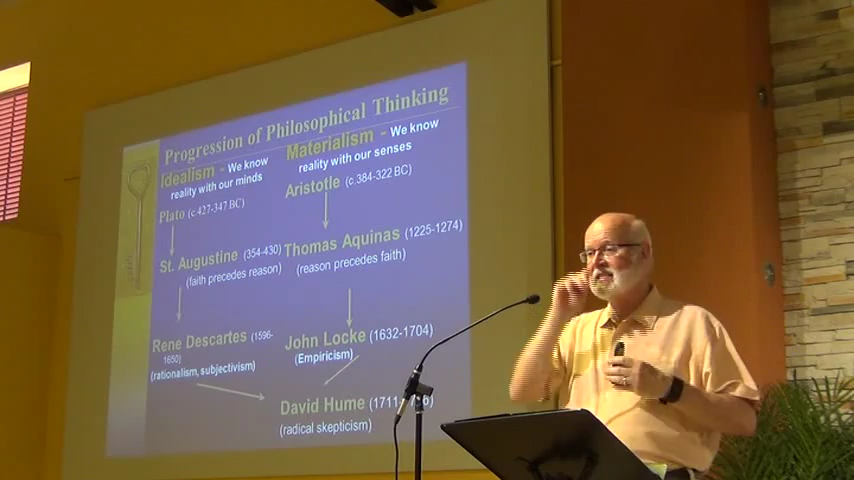 Progression of Philosophical Thinking
Idealism - We know
reality with our minds
Plato (c.427-347 BC)
St. Augustine (354-430)
(faith precedes reason)
Rene Descartes (1596-
1650)
(rationalism, subjectivism)
Materialism - We know
reality with our senses
Aristotle (c.384-322 BC)
Thomas Aquinas (1225-1274)
(reason precedes faith)
John Locke (1632-1704)
(Empiricism)
David Hume
(radical skepticism)